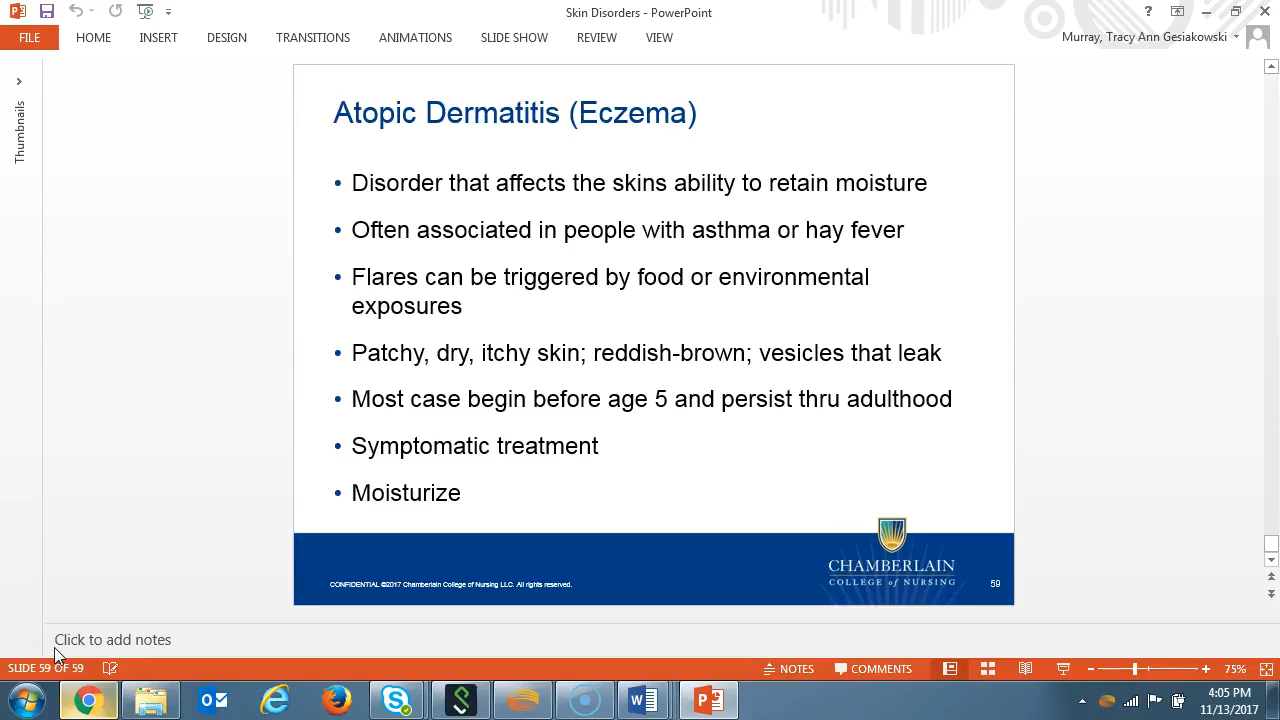 Skin Disorders - PowerPoint
?
FILE HOME INSERT DESIGN TRANSITIONS ANIMATIONS SLIDE SHOW REVIEW VIEW
Murray, Tracy Ann Gesiakowski
Thumbnails
Atopic Dermatitis (Eczema)
• Disorder that affects the skins ability to retain moisture
• Often associated in people with asthma or hay fever
• Flares can be triggered by food or environmental
exposures
• Patchy, dry, itchy skin; reddish-brown; vesicles that leak
• Most case begin before age 5 and persist thru adulthood
• Symptomatic treatment
• Moisturize
CHAMBERLAIN
COLLEGE of NURSING
CONFIDENTIAL ©2017 Chamberlain College of Nursing LLC. All rights reserved.
59
Click to add notes
SLIDE 59 OF 59
NOTES COMMENTS 75%
4:05 PM
11/13/2017